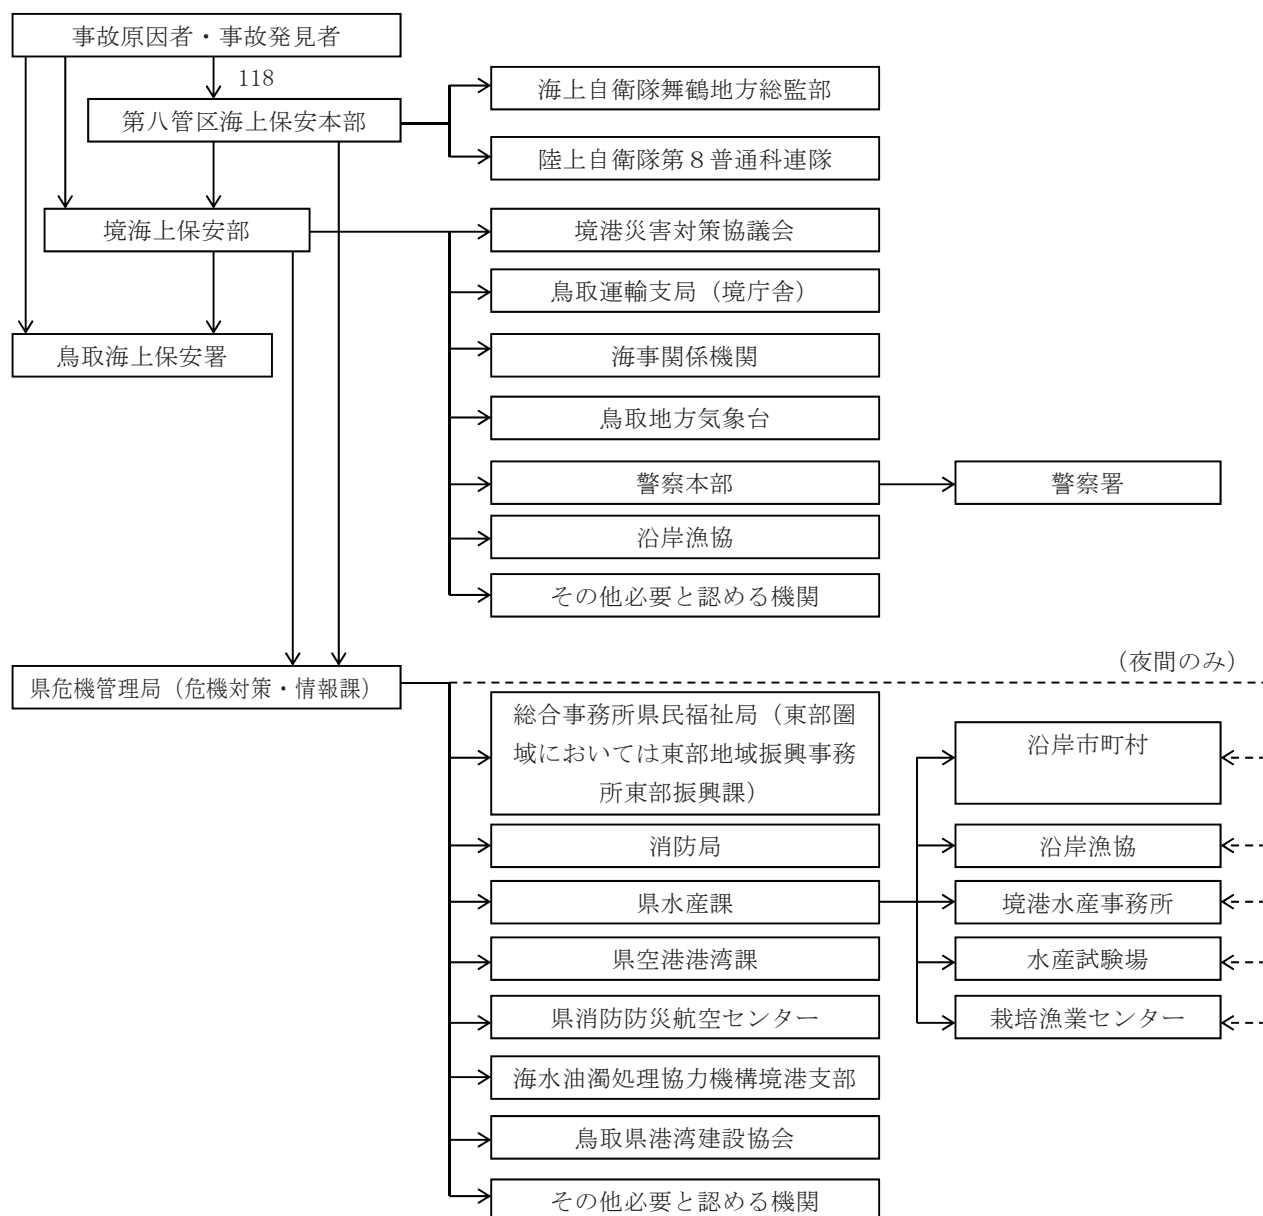 事故原因者・事故発見者
118
第八管区海上保安本部
海上自衛隊舞鶴地方総監部
陸上自衛隊第８普通科連隊
境海上保安部
境港災害対策協議会
鳥取運輸支局（境庁舎）
海事関係機関
鳥取海上保安署
鳥取地方気象台
警察本部
警察署
沿岸漁協
その他必要と認める機関
（夜間のみ）
県危機管理局（危機対策・情報課）
総合事務所県民福祉局（東部圏
域においては東部地域振興事務
所東部振興課）
沿岸市町村
消防局
沿岸漁協
県水産課
境港水産事務所
県空港港湾課
水産試験場
県消防防災航空センター
栽培漁業センター
海水油濁処理協力機構境港支部
鳥取県港湾建設協会
その他必要と認める機関